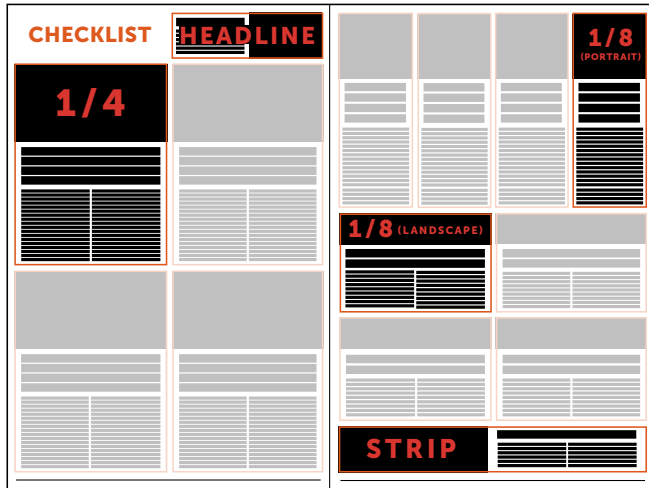 CHECKLIST
HEADLINE
1/4
1/8
(PORTRAIT)
1/8 (LANDSCAPE)
STRIP